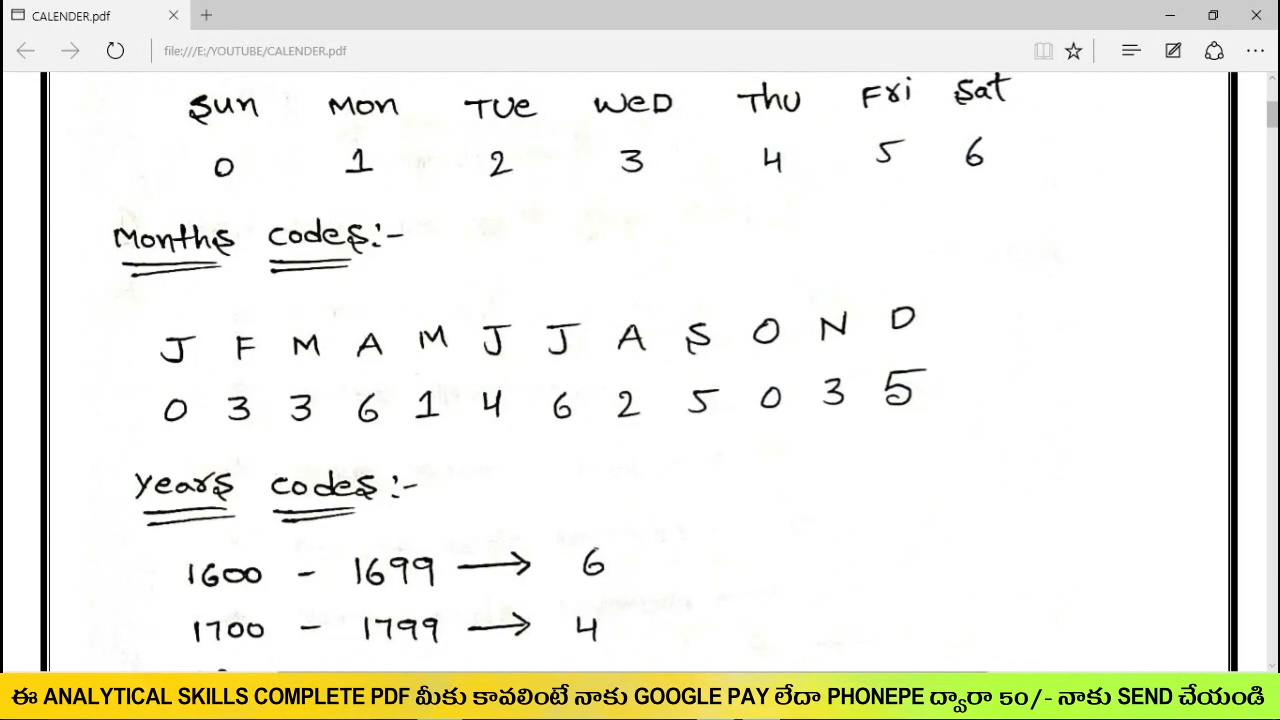 CALENDER.pdf
file:///E:/YOUTUBE/CALENDER.pdf
Sun Mon TUe WeD Thu Fri Sat
0 1 2 3 4 5 6
Months codes:-
J F M A M J J A S O N D
0 3 3 6 1 4 6 2 5 0 3 5
years codes:-
1600 - 1699 → 6
1700 - 1799 → 4
ఈ ANALYTICAL SKILLS COMPLETE PDF మీకు కావలింటే నాకు GOOGLE PAY లేదా PHONEPE ద్వారా 50/- నాకు SEND చేయండి